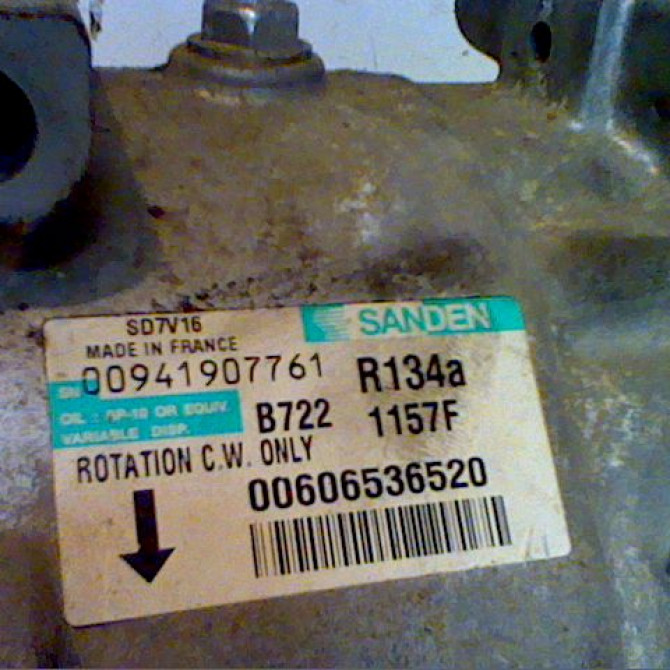 SD7V16
SANDEN
MADE IN FRANCE
SN 00941907761
R134a
OIL : SP-10 OR EQUIV.
VARIABLE DISP.
B722 1157F
ROTATION C.W. ONLY
00606536520